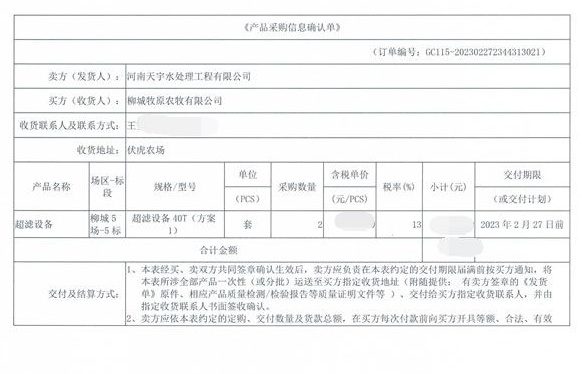 《产品采购信息确认单》
（订单编号：GC115-202302272344313021）
卖方（发货人）： 河南天宇水处理工程有限公司
买方（收货人）： 柳城牧原农牧有限公司
收货联系人及联系方式： 王
收货地址： 伏虎农场
产品名称 场区-标段 规格/型号 单位（PCS） 采购数量 含税单价（元/PCS） 税率(%) 小计(元) 交付期限（或交付计划）
超滤设备 柳城5场-5标 超滤设备 40T（方案1） 套 2 13 2023 年 2 月 27 日前
合计金额
交付及结算方式：
1、本表经买、卖双方共同签章确认生效后，卖方应负责在本表约定的交付期限届满前按买方通知，将
本表所涉全部产品一次性（或分批）运送至买方指定收货地址（附随提供： 有卖方签章的《发货
单》原件、相应产品质量检测/检验报告等质量证明文件等 ）、交付给买方指定收货联系人，并由
指定收货联系人书面签收确认。
2、卖方应依本表约定的定购、交付数量及货款总额，在买方每次付款前向买方开具等额、合法、有效